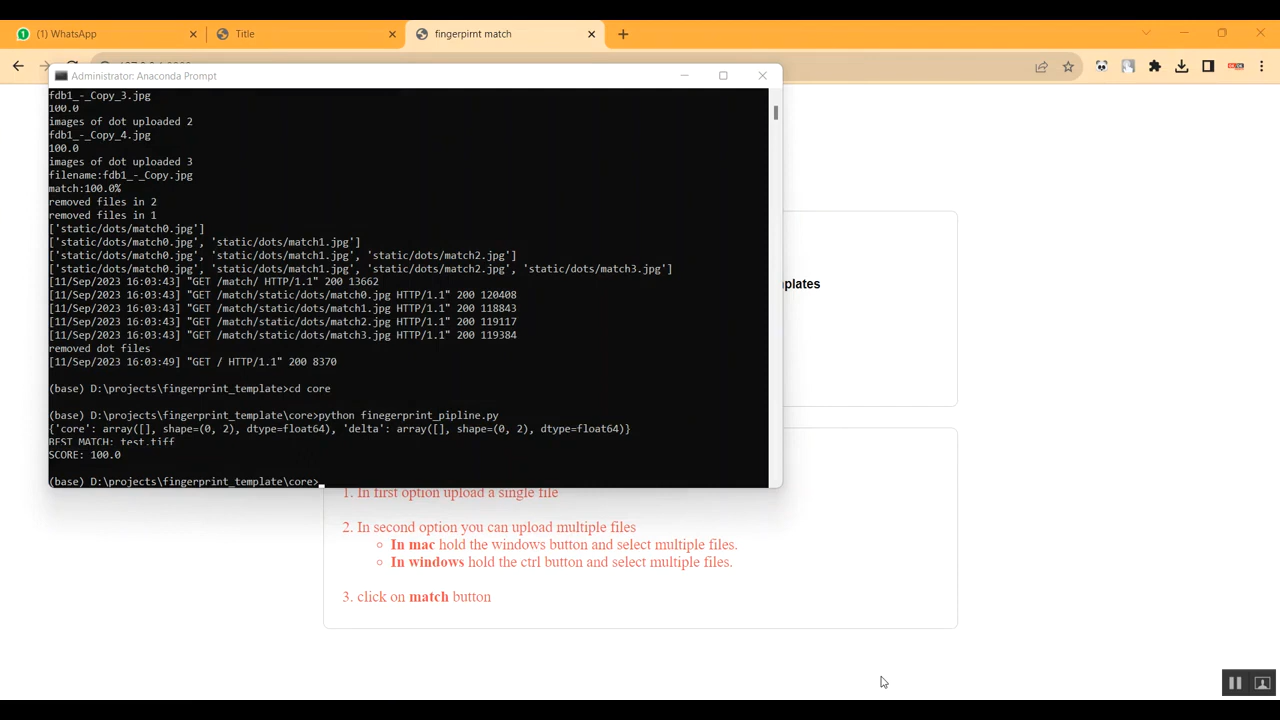 (1) WhatsApp
Title
fingerpirnt match
Administrator: Anaconda Prompt
fdb1_-_Copy_3.jpg
100.0
images of dot uploaded 2
fdb1_-_Copy_4.jpg
100.0
images of dot uploaded 3
filename:fdb1_-_Copy.jpg
match:100.0%
removed files in 2
removed files in 1
['static/dots/match0.jpg']
['static/dots/match0.jpg', 'static/dots/match1.jpg']
['static/dots/match0.jpg', 'static/dots/match1.jpg', 'static/dots/match2.jpg']
['static/dots/match0.jpg', 'static/dots/match1.jpg', 'static/dots/match2.jpg', 'static/dots/match3.jpg']
[11/Sep/2023 16:03:43] "GET /match/ HTTP/1.1" 200 13662
[11/Sep/2023 16:03:43] "GET /match/static/dots/match0.jpg HTTP/1.1" 200 120408
[11/Sep/2023 16:03:43] "GET /match/static/dots/match1.jpg HTTP/1.1" 200 118843
[11/Sep/2023 16:03:43] "GET /match/static/dots/match2.jpg HTTP/1.1" 200 119117
[11/Sep/2023 16:03:43] "GET /match/static/dots/match3.jpg HTTP/1.1" 200 119384
removed dot files
[11/Sep/2023 16:03:49] "GET / HTTP/1.1" 200 8370
(base) D:\projects\fingerprint_template>cd core
(base) D:\projects\fingerprint_template\core>python finegerprint_pipline.py
{'core': array([], shape=(0, 2), dtype=float64), 'delta': array([], shape=(0, 2), dtype=float64)}
BEST MATCH: test.tiff
SCORE: 100.0
(base) D:\projects\fingerprint_template\core>
plates
1. In first option upload a single file
2. In second option you can upload multiple files
In mac hold the windows button and select multiple files.
In windows hold the ctrl button and select multiple files.
3. click on match button